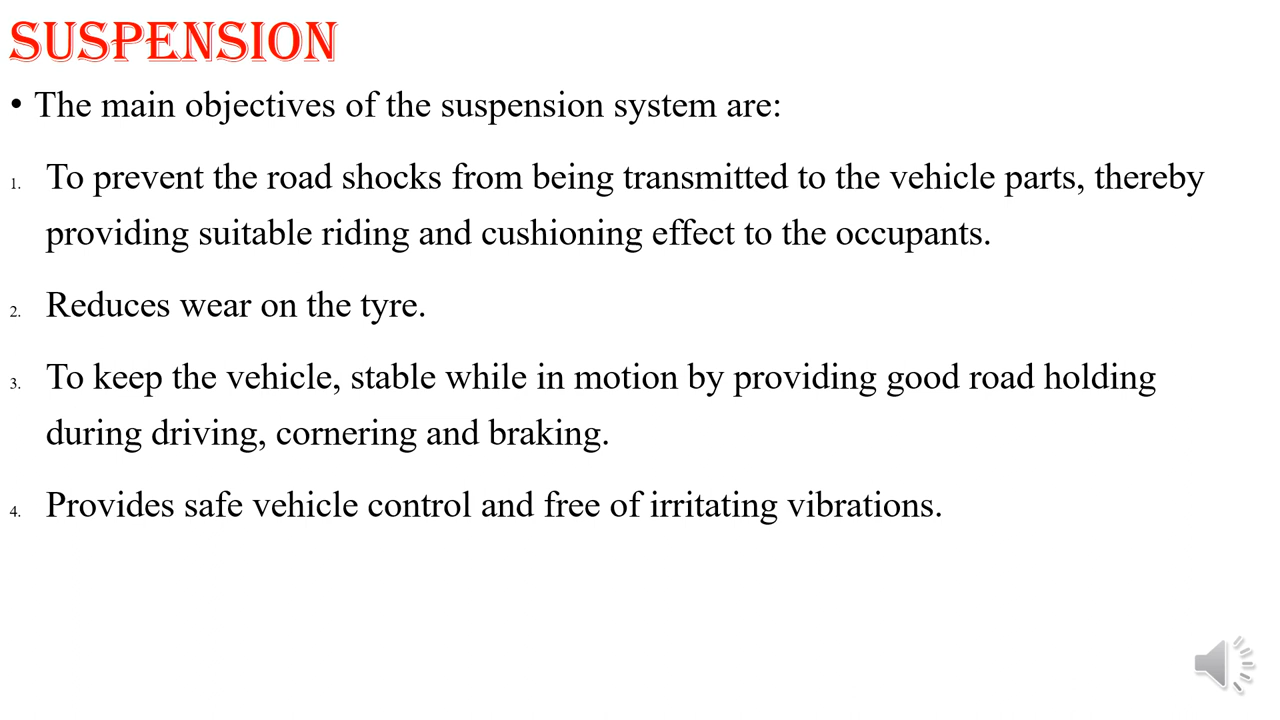 SUSPENSION
• The main objectives of the suspension system are:
1. To prevent the road shocks from being transmitted to the vehicle parts, thereby
providing suitable riding and cushioning effect to the occupants.
2. Reduces wear on the tyre.
3. To keep the vehicle, stable while in motion by providing good road holding
during driving, cornering and braking.
4. Provides safe vehicle control and free of irritating vibrations.